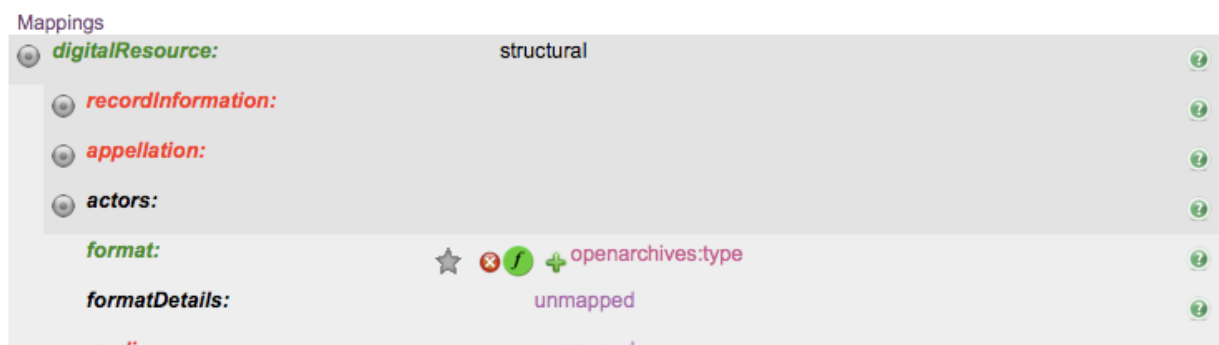 Mappings
digitalResource: structural
recordInformation:
appellation:
actors:
format: openarchives:type
formatDetails: unmapped